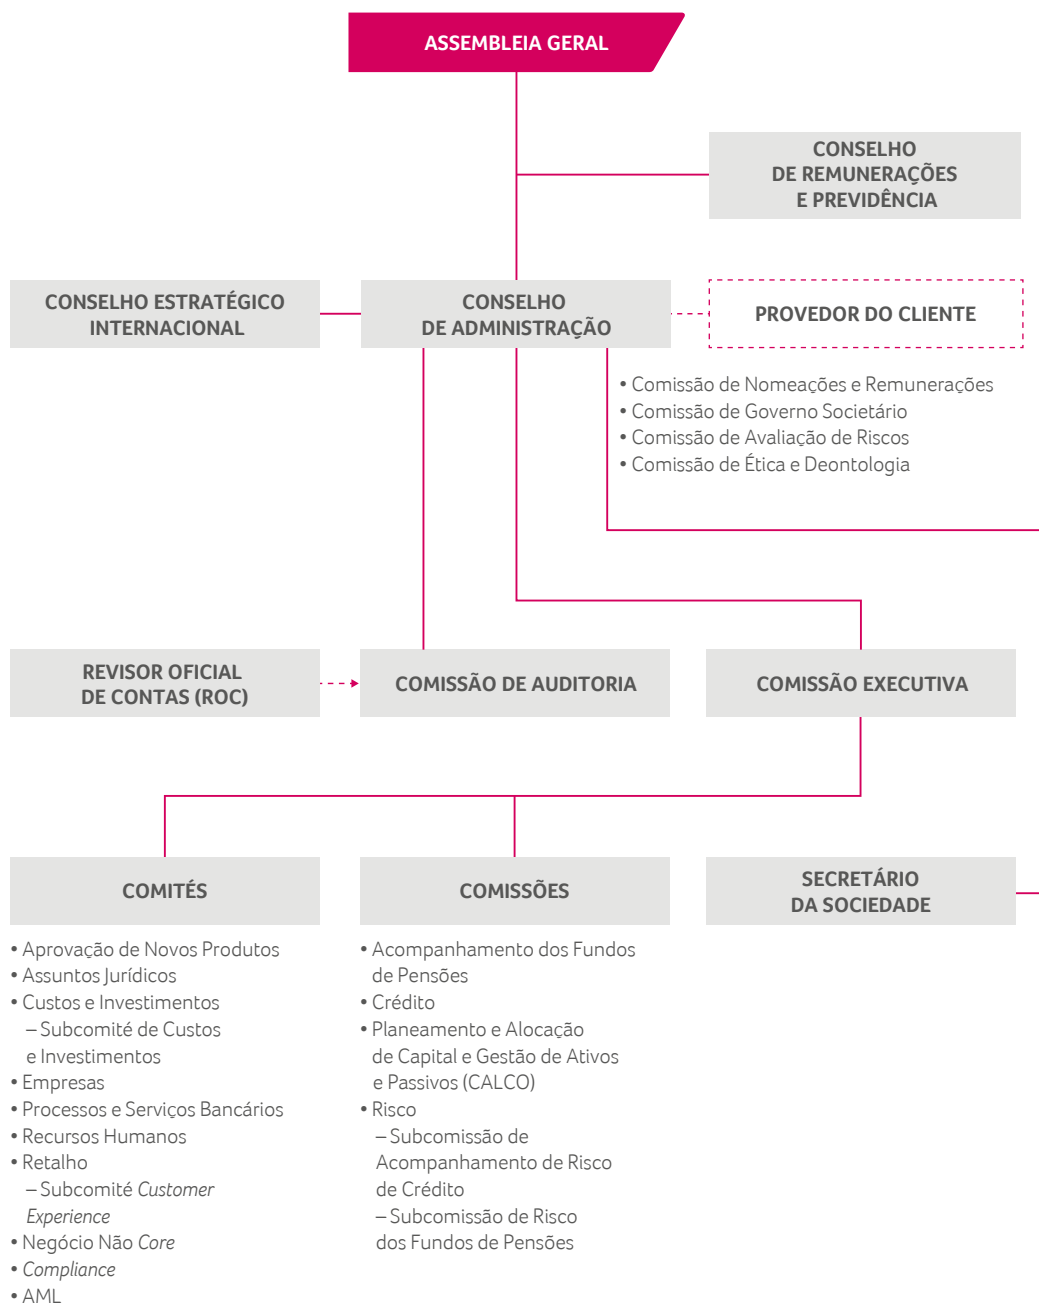 ASSEMBLEIA GERAL
CONSELHO
DE REMUNERAÇÕES
E PREVIDÊNCIA
CONSELHO ESTRATÉGICO
INTERNACIONAL
CONSELHO
DE ADMINISTRAÇÃO
PROVEDOR DO CLIENTE
• Comissão de Nomeações e Remunerações
• Comissão de Governo Societário
• Comissão de Avaliação de Riscos
• Comissão de Ética e Deontologia
REVISOR OFICIAL
DE CONTAS (ROC)
COMISSÃO DE AUDITORIA
COMISSÃO EXECUTIVA
COMITÉS
• Aprovação de Novos Produtos
• Assuntos Jurídicos
• Custos e Investimentos
– Subcomité de Custos
e Investimentos
• Empresas
• Processos e Serviços Bancários
• Recursos Humanos
• Retalho
– Subcomité Customer
Experience
• Negócio Não Core
• Compliance
• AML
COMISSÕES
• Acompanhamento dos Fundos
de Pensões
• Crédito
• Planeamento e Alocação
de Capital e Gestão de Ativos
e Passivos (CALCO)
• Risco
– Subcomissão de
Acompanhamento de Risco
de Crédito
– Subcomissão de Risco
dos Fundos de Pensões
SECRETÁRIO
DA SOCIEDADE